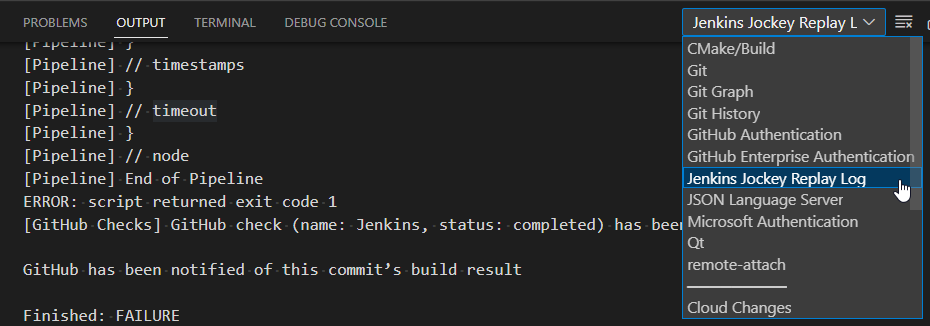 PROBLEMS OUTPUT TERMINAL DEBUG CONSOLE
Jenkins Jockey Replay L
[Pipeline] }
[Pipeline] // timestamps
[Pipeline] }
[Pipeline] // timeout
[Pipeline] }
[Pipeline] // node
[Pipeline] End of Pipeline
ERROR: script returned exit code 1
[GitHub Checks] GitHub check (name: Jenkins, status: completed) has bee
GitHub has been notified of this commit’s build result
Finished: FAILURE
CMake/Build
Git
Git Graph
Git History
GitHub Authentication
GitHub Enterprise Authentication
Jenkins Jockey Replay Log
JSON Language Server
Microsoft Authentication
Qt
remote-attach
Cloud Changes